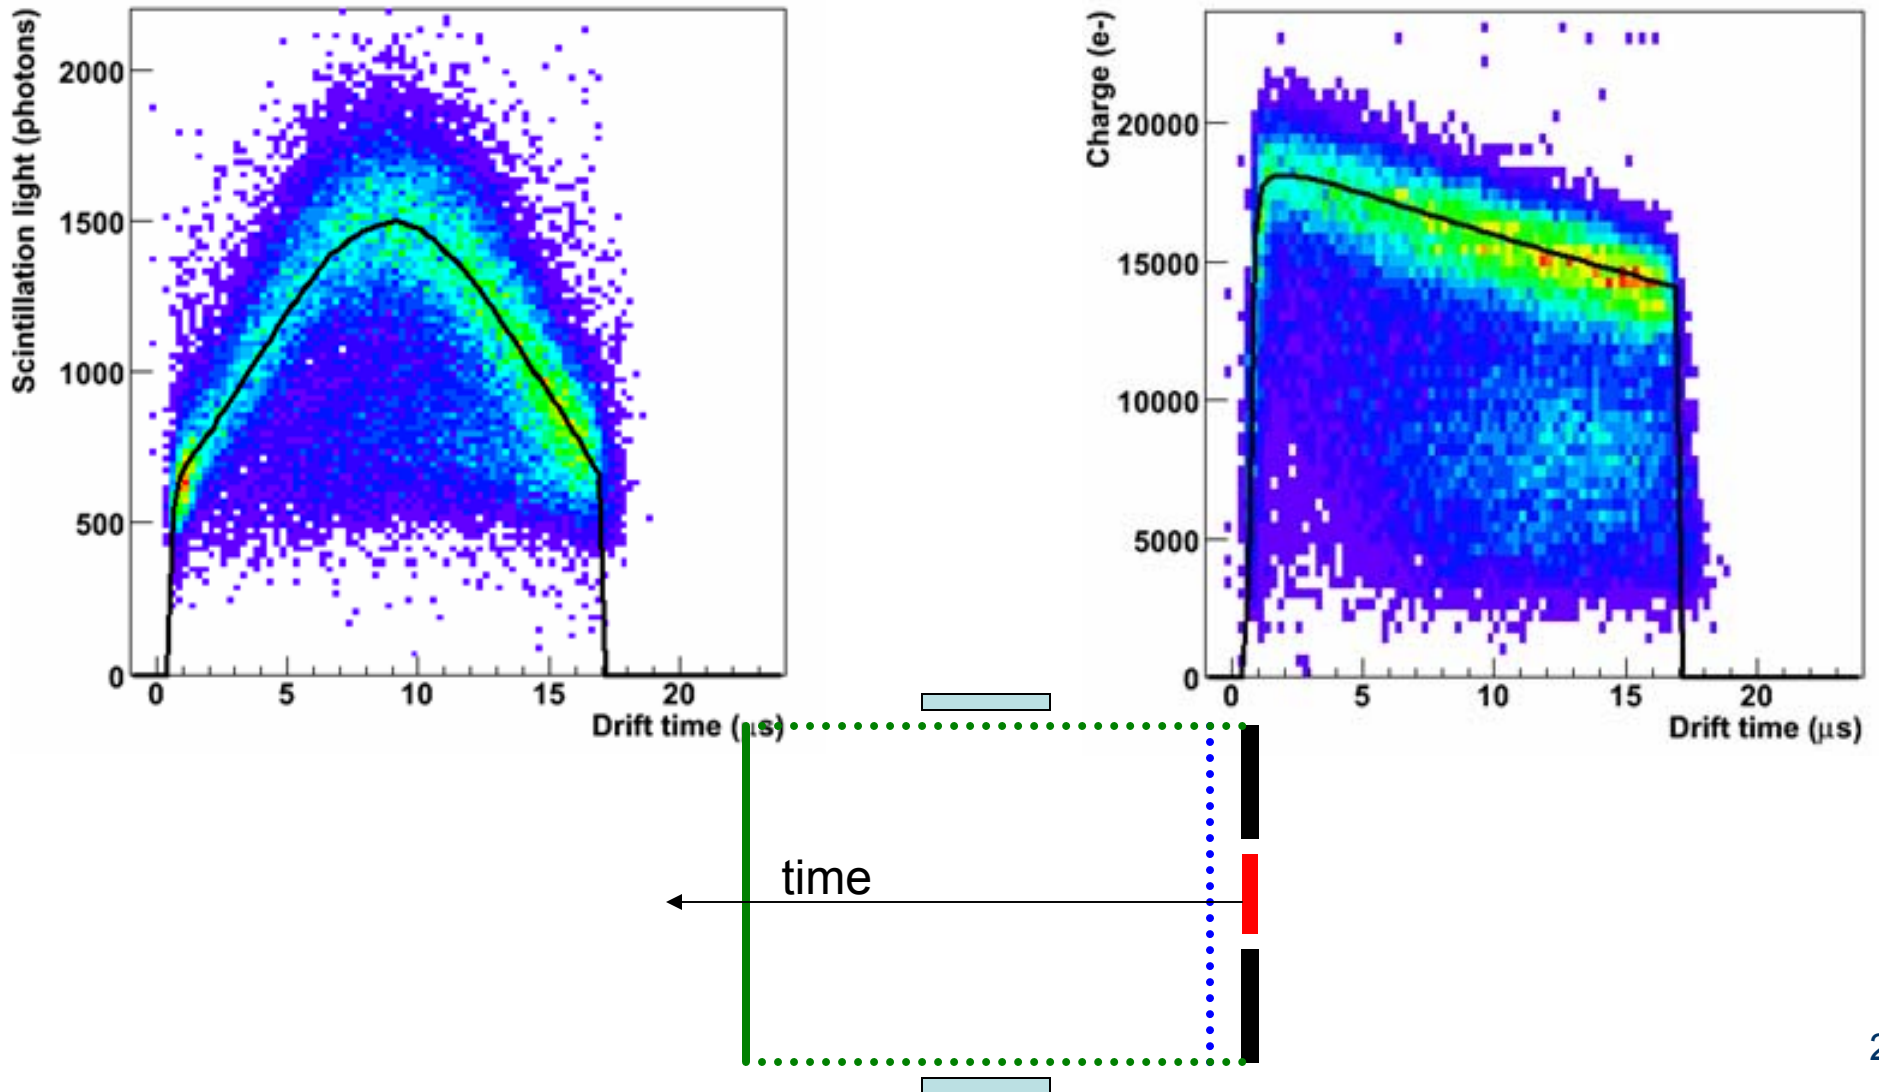 Scintillation light (photons)
2000
1500
1000
500
0
0 5 10 15 20
Drift time (μs)
Charge (e-)
20000
15000
10000
5000
0
0 5 10 15 20
Drift time (μs)
time
2